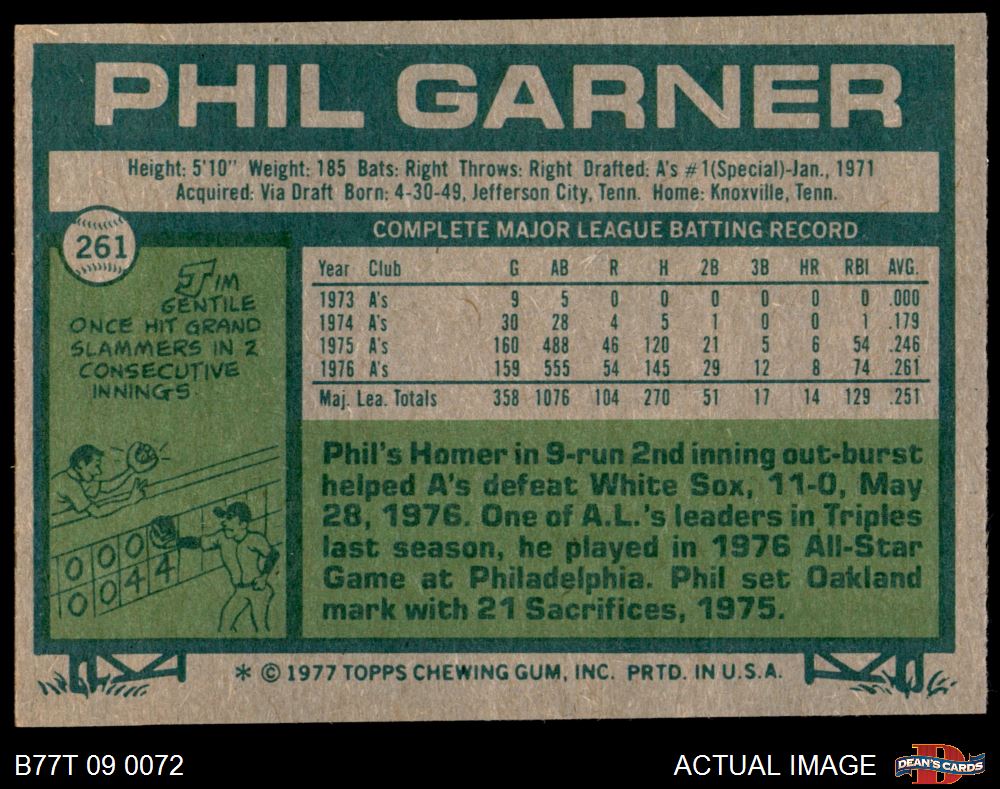 PHIL GARNER
Height: 5'10" Weight: 185 Bats: Right Throws: Right Drafted: A's #1(Special)-Jan., 1971
Acquired: Via Draft Born: 4-30-49, Jefferson City, Tenn. Home: Knoxville, Tenn.
261
JIM
GENTILE
ONCE HIT GRAND
SLAMMERS IN 2
CONSECUTIVE
INNINGS
0 0 0
0 0 4 4
COMPLETE MAJOR LEAGUE BATTING RECORD
Year Club G AB R H 2B 3B HR RBI AVG.
1973 A's 9 5 0 0 0 0 0 0 .000
1974 A's 30 28 4 5 1 0 0 1 .179
1975 A's 160 488 46 120 21 5 6 54 .246
1976 A's 159 555 54 145 29 12 8 74 .261
Maj. Lea. Totals 358 1076 104 270 51 17 14 129 .251
Phil's Homer in 9-run 2nd inning out-burst
helped A's defeat White Sox, 11-0, May
28, 1976. One of A.L.'s leaders in Triples
last season, he played in 1976 All-Star
Game at Philadelphia. Phil set Oakland
mark with 21 Sacrifices, 1975.
* © 1977 TOPPS CHEWING GUM, INC. PRTD. IN U.S.A.
B77T 09 0072
ACTUAL IMAGE
D
DEAN'S CARDS